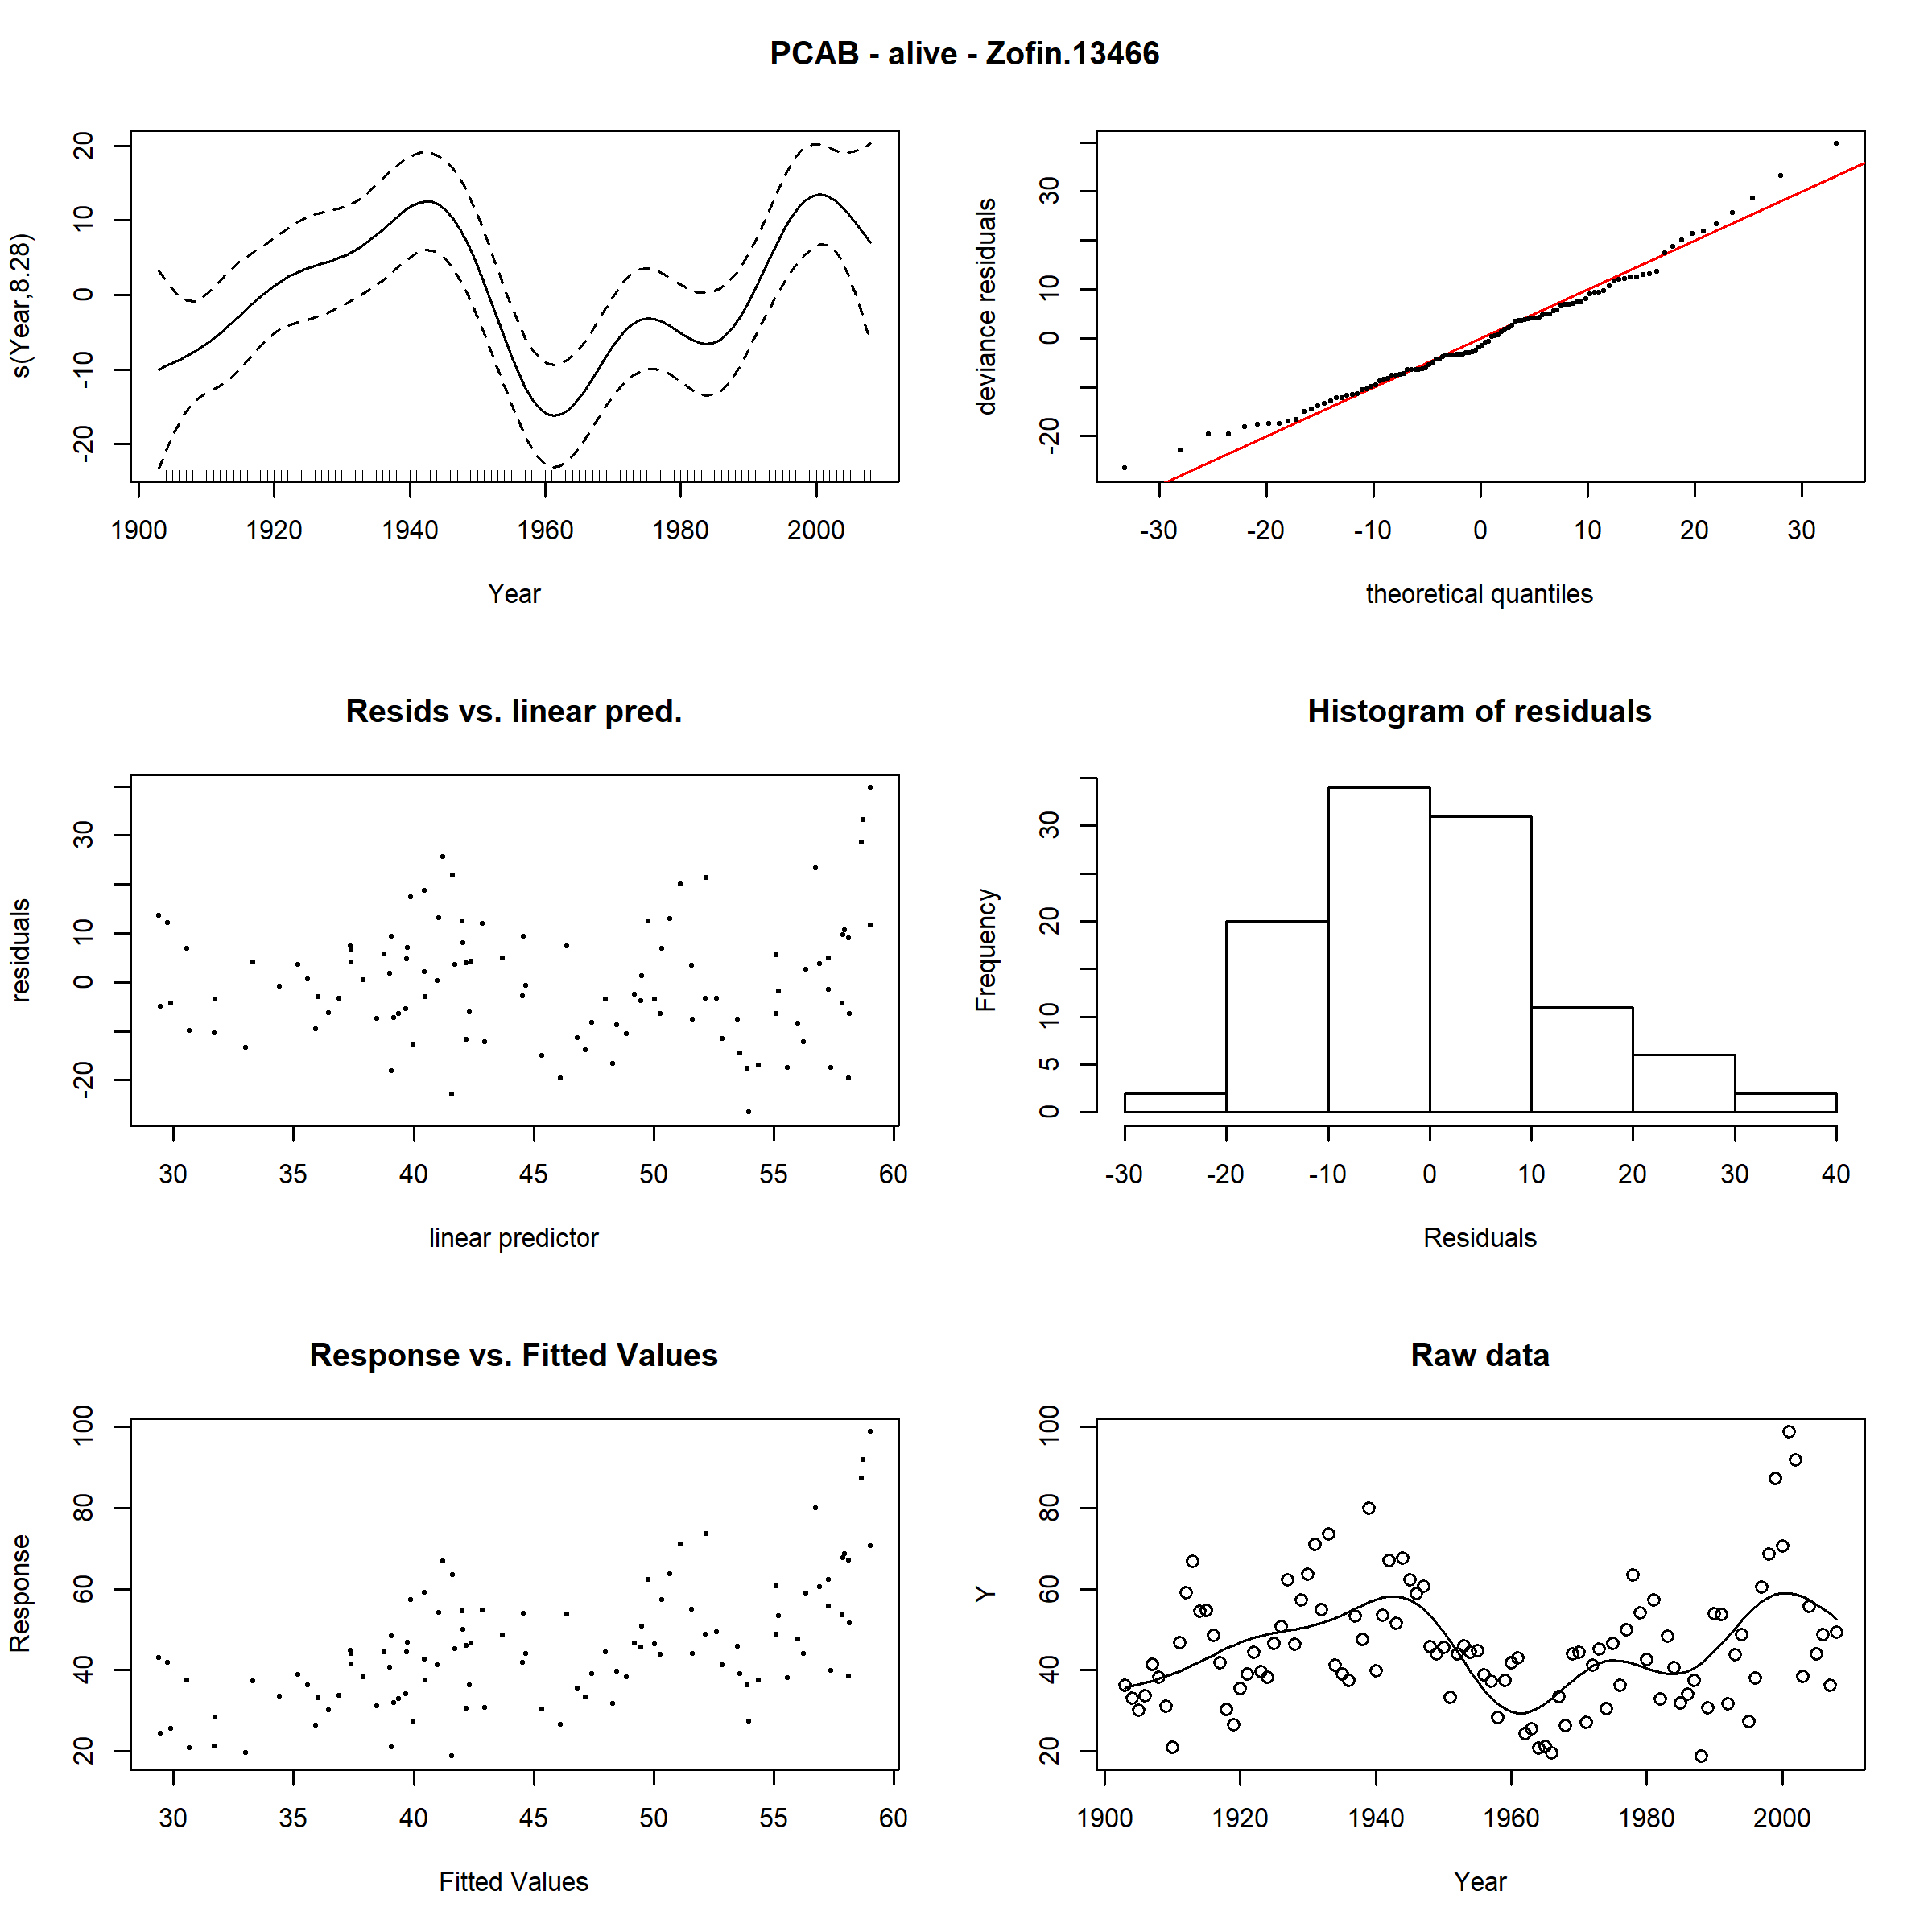 PCAB - alive - Zofin.13466
s(Year,8.28)
20
10
0
-10
-20
1900 1920 1940 1960 1980 2000
Year
deviance residuals
30
10
0
-20
-30 -20 -10 0 10 20 30
theoretical quantiles
Resids vs. linear pred.
residuals
30
10
0
-20
30 35 40 45 50 55 60
linear predictor
Histogram of residuals
Frequency
30
20
10
5
0
-30 -20 -10 0 10 20 30 40
Residuals
Response vs. Fitted Values
Response
100
80
60
40
20
30 35 40 45 50 55 60
Fitted Values
Raw data
Y
100
80
60
40
20
1900 1920 1940 1960 1980 2000
Year